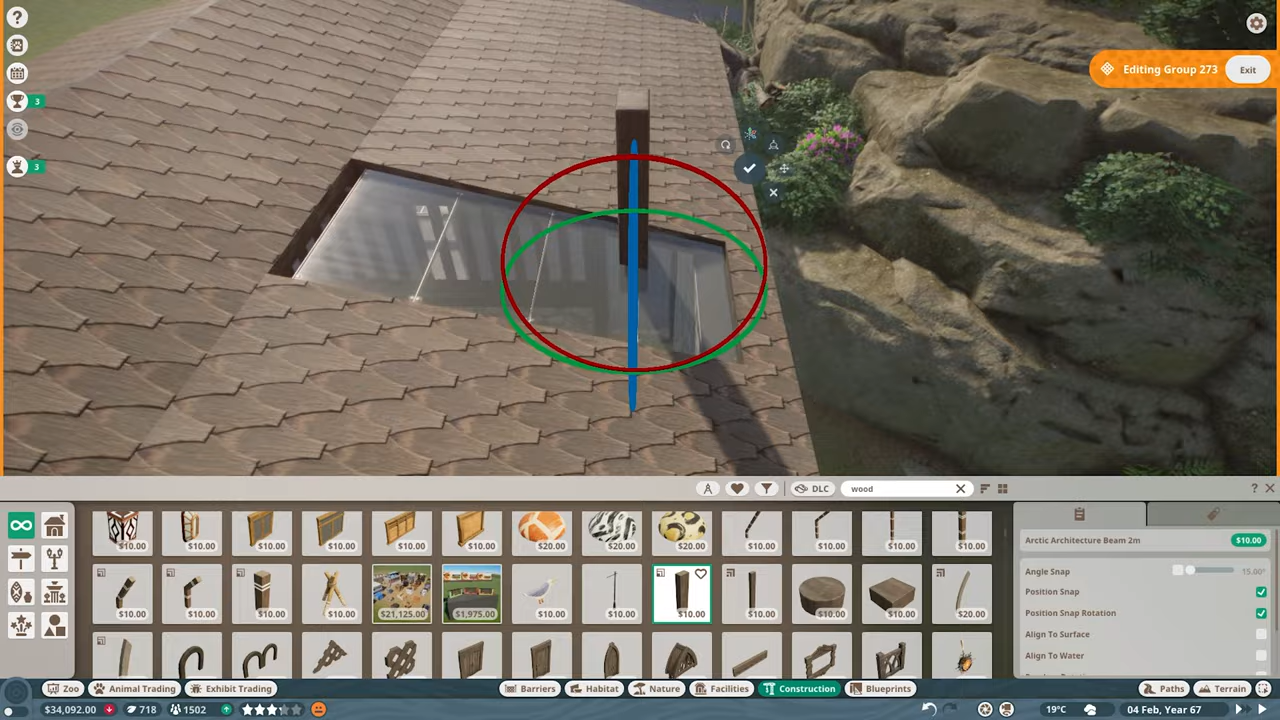 ?
Editing Group 273 Exit
3
3
DLC wood ?
$10.00 $10.00 $10.00 $10.00 $10.00 $10.00 $20.00 $20.00 $20.00 $10.00 $10.00 $10.00 $10.00
$10.00 $10.00 $10.00 $10.00 $21,125.00 $1,975.00 $10.00 $10.00 $10.00 $10.00 $10.00 $10.00 $20.00
Arctic Architecture Beam 2m $10.00
Angle Snap 15.00°
Position Snap
Position Snap Rotation
Align To Surface
Align To Water
Zoo Animal Trading Exhibit Trading Barriers Habitat Nature Facilities Construction Blueprints Paths Terrain
$34,092.00 718 1502 19°C 04 Feb, Year 67